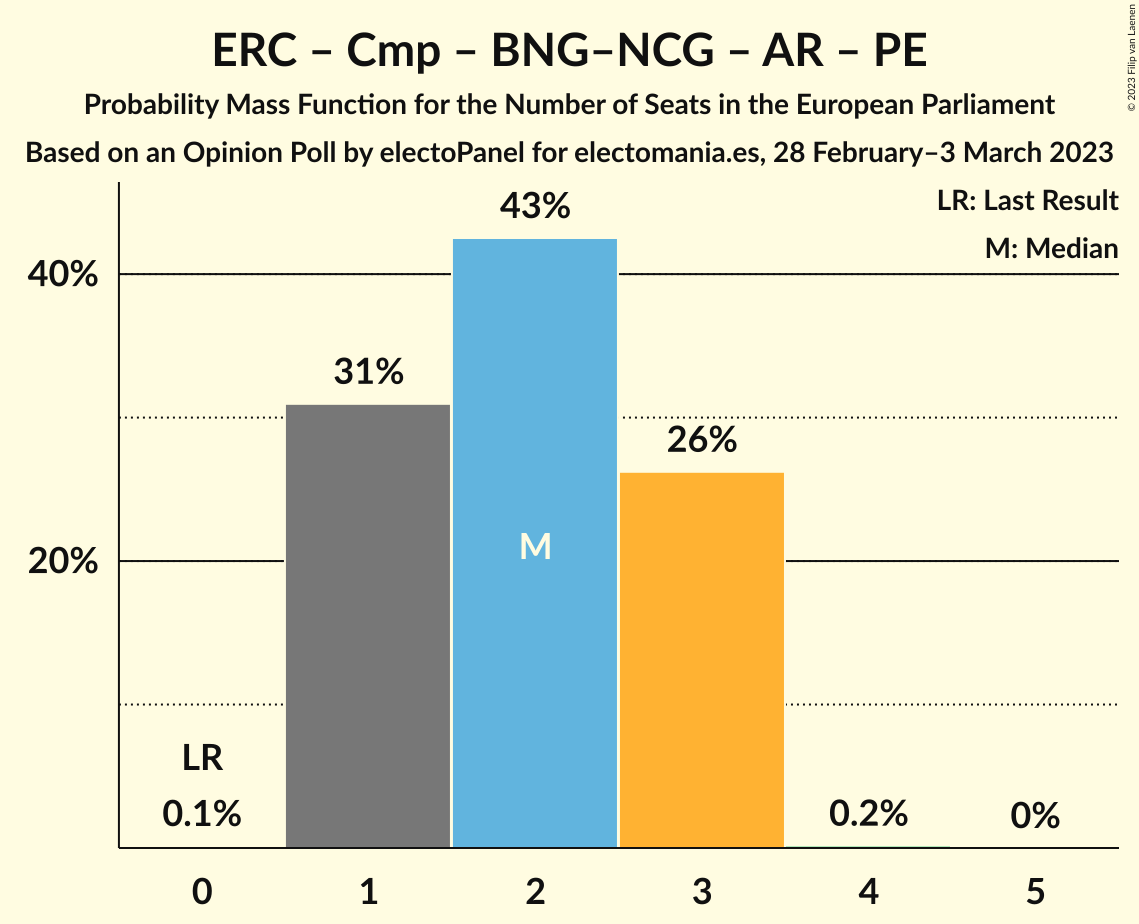 ERC – Cmp – BNG–NCG – AR – PE
Probability Mass Function for the Number of Seats in the European Parliament
Based on an Opinion Poll by electoPanel for electomania.es, 28 February–3 March 2023
© 2023 Filip van Laenen
LR: Last Result
M: Median
43%
40%
31%
26%
M
20%
LR
0.1%
0.2%
0%
0 1 2 3 4 5